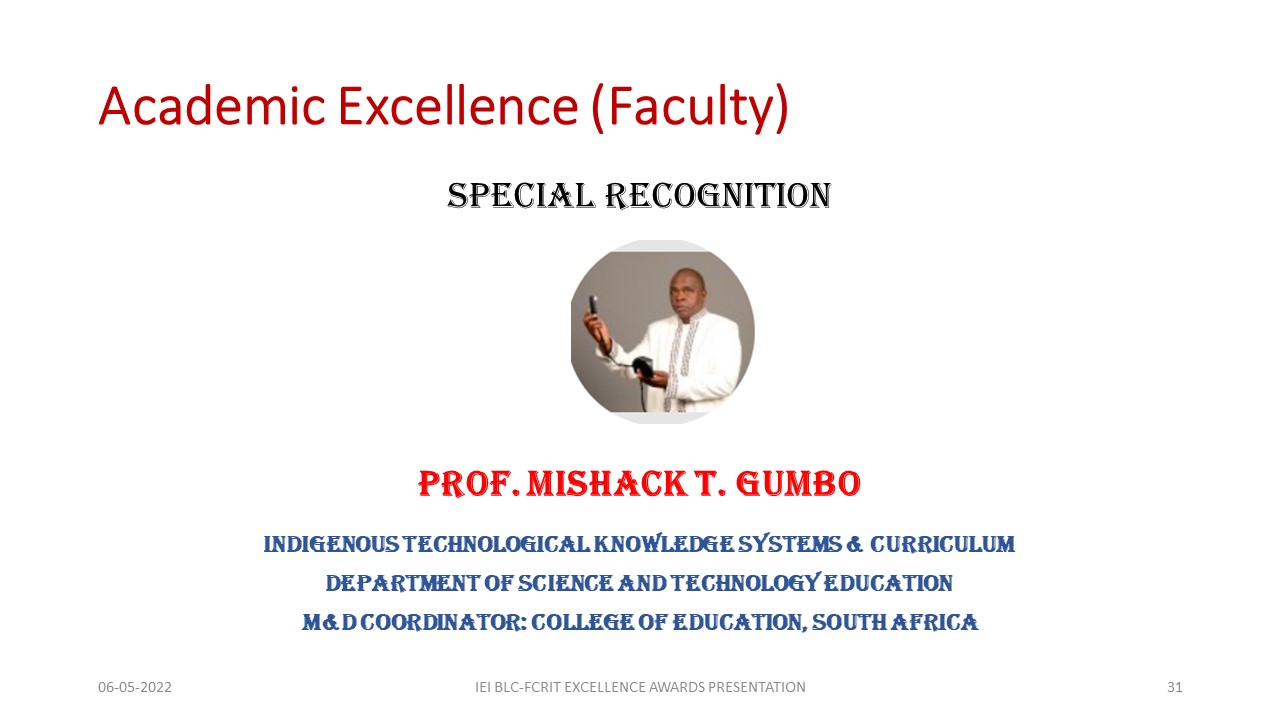 Academic Excellence (Faculty)
SPECIAL RECOGNITION
PROF. MISHACK T. GUMBO
INDIGENOUS TECHNOLOGICAL KNOWLEDGE SYSTEMS & CURRICULUM
DEPARTMENT OF SCIENCE AND TECHNOLOGY EDUCATION
M & D COORDINATOR: COLLEGE OF EDUCATION, SOUTH AFRICA
06-05-2022
IEI BLC-FCRIT EXCELLENCE AWARDS PRESENTATION
31